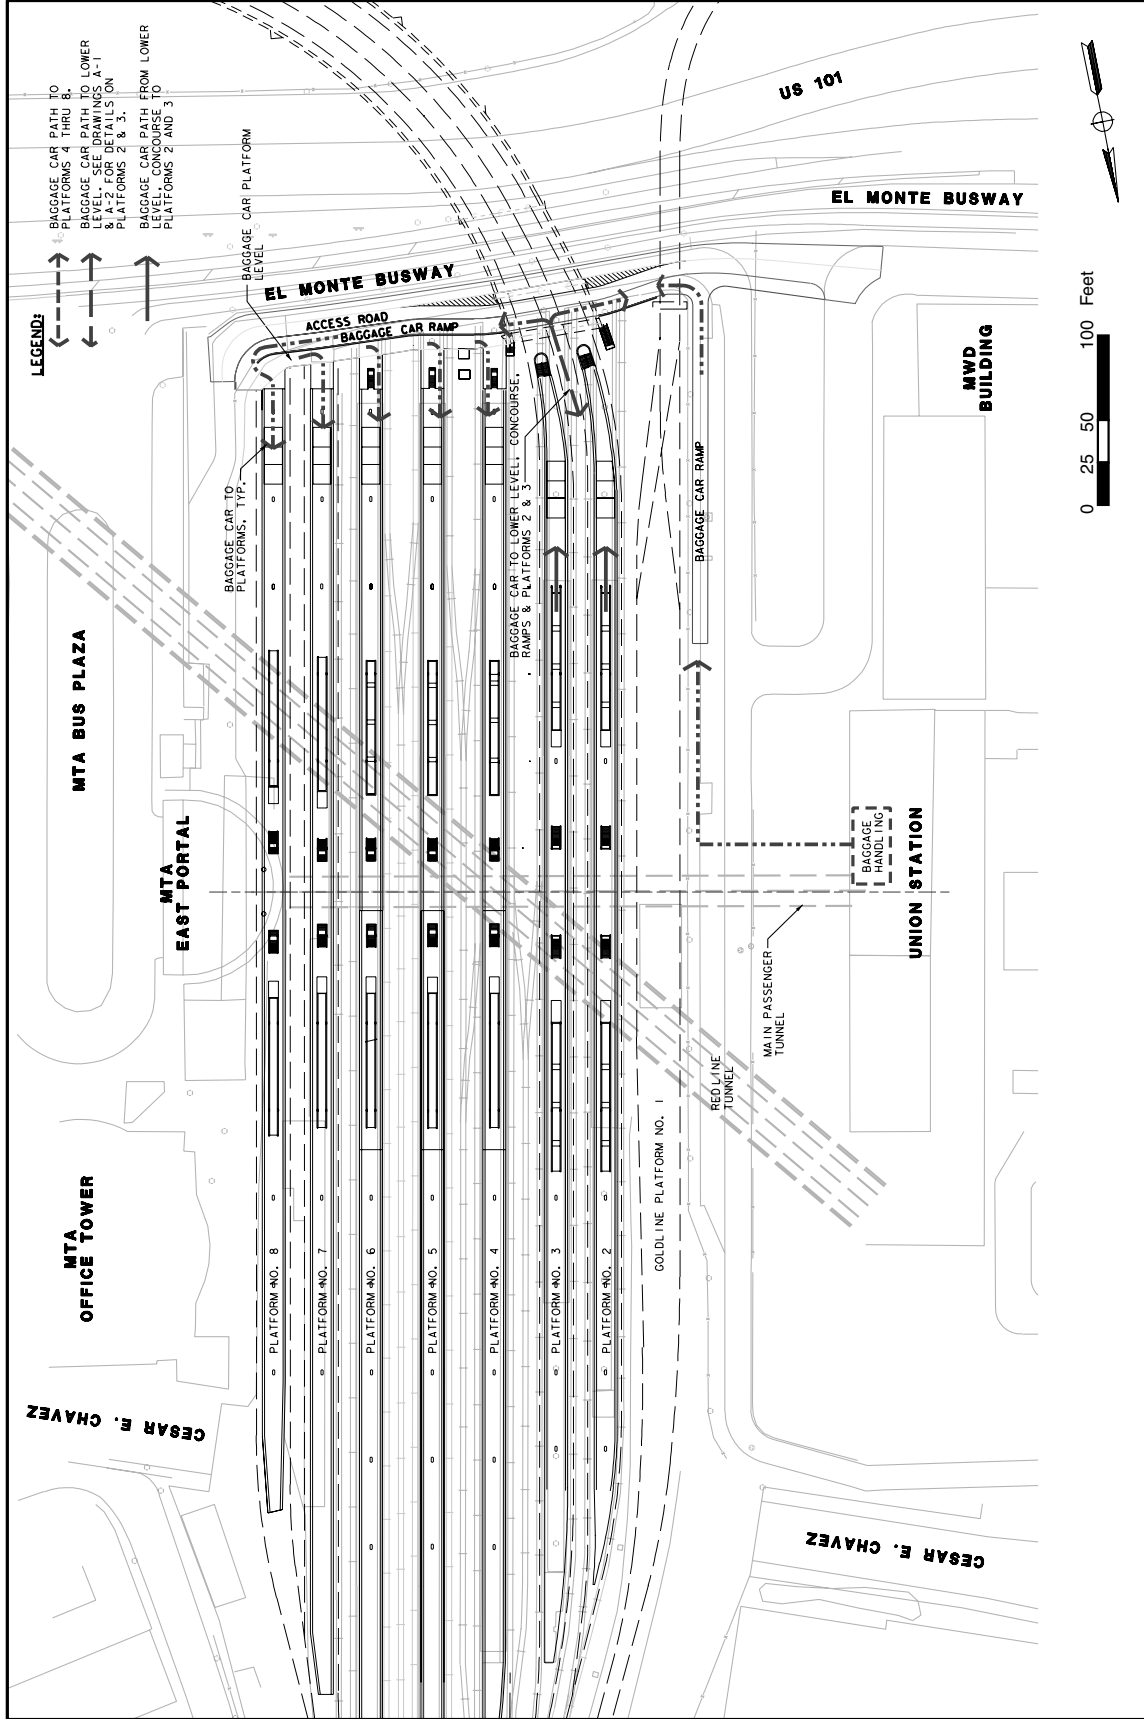 LEGEND:
BAGGAGE CAR PATH TO
PLATFORMS 4 THRU 8.
BAGGAGE CAR PATH TO LOWER
LEVEL. SEE DRAWINGS A-1
& A-2 FOR DETAILS ON
PLATFORMS 2 & 3.
BAGGAGE CAR PATH FROM LOWER
LEVEL, CONCOURSE TO
PLATFORMS 2 AND 3
US 101
EL MONTE BUSWAY
EL MONTE BUSWAY
BAGGAGE CAR PLATFORM
LEVEL
ACCESS ROAD
BAGGAGE CAR RAMP
BAGGAGE CAR TO
PLATFORMS, TYP.
BAGGAGE CAR TO LOWER LEVEL, CONCOURSE,
RAMPS & PLATFORMS 2 & 3
BAGGAGE CAR RAMP
MWD
BUILDING
0 25 50 100 Feet
MTA BUS PLAZA
MTA
EAST PORTAL
BAGGAGE
HANDLING
UNION STATION
MAIN PASSENGER
TUNNEL
REDLINE
TUNNEL
GOLDLINE PLATFORM NO. 1
MTA
OFFICE TOWER
PLATFORM NO. 8
PLATFORM NO. 7
PLATFORM NO. 6
PLATFORM NO. 5
PLATFORM NO. 4
PLATFORM NO. 3
PLATFORM NO. 2
CESAR E. CHAVEZ
CESAR E. CHAVEZ